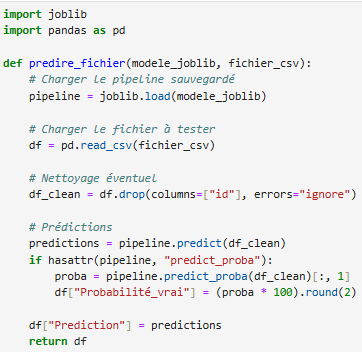 import joblib
import pandas as pd
def predire_fichier(modele_joblib, fichier_csv):
    # Charger le pipeline sauvegardé
    pipeline = joblib.load(modele_joblib)
    # Charger le fichier à tester
    df = pd.read_csv(fichier_csv)
    # Nettoyage éventuel
    df_clean = df.drop(columns=["id"], errors="ignore")
    # Prédictions
    predictions = pipeline.predict(df_clean)
    if hasattr(pipeline, "predict_proba"):
        proba = pipeline.predict_proba(df_clean)[:, 1]
        df["Probabilité_vrai"] = (proba * 100).round(2)
    df["Prediction"] = predictions
    return df